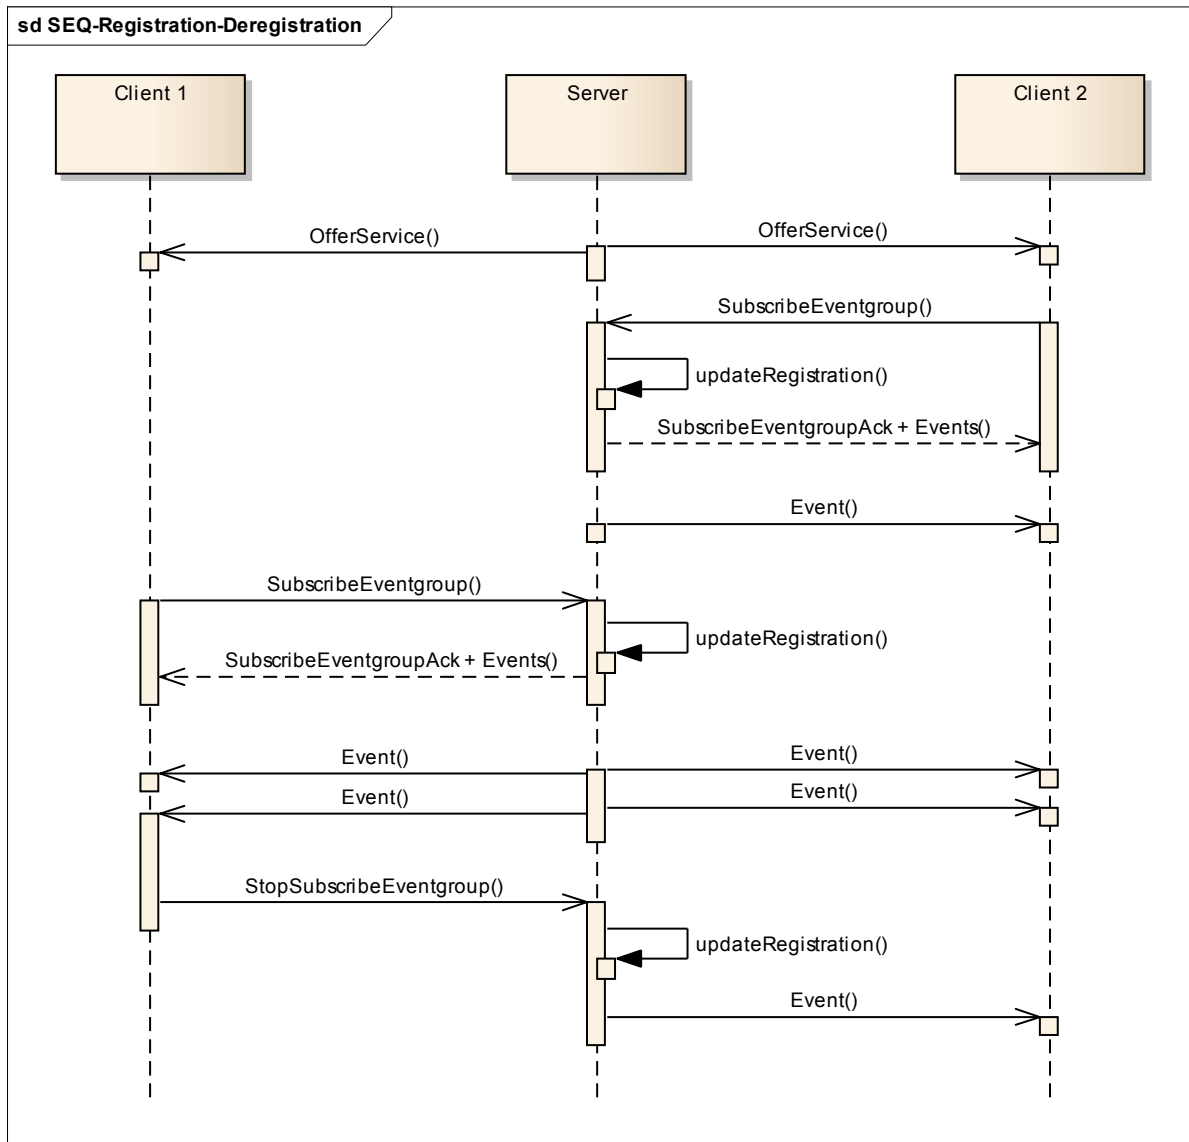 sd SEQ-Registration-Deregistration
Client 1
Server
Client 2
OfferService()
OfferService()
SubscribeEventgroup()
updateRegistration()
SubscribeEventgroupAck + Events()
Event()
SubscribeEventgroup()
updateRegistration()
SubscribeEventgroupAck + Events()
Event()
Event()
Event()
Event()
StopSubscribeEventgroup()
updateRegistration()
Event()